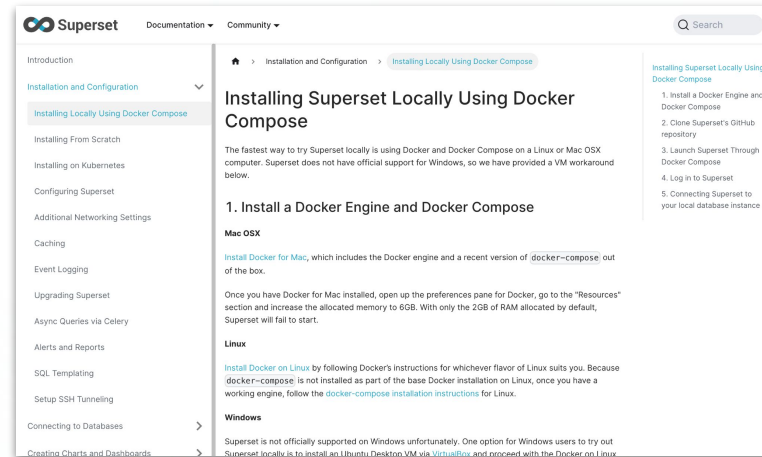 Superset
Documentation
Community
Search
Introduction
Installation and Configuration
Installing Locally Using Docker Compose
Installing From Scratch
Installing on Kubernetes
Configuring Superset
Additional Networking Settings
Caching
Event Logging
Upgrading Superset
Async Queries via Celery
Alerts and Reports
SQL Templating
Setup SSH Tunneling
Connecting to Databases
Creating Charts and Dashboards
Installation and Configuration > Installing Locally Using Docker Compose
Installing Superset Locally Using Docker
Compose
The fastest way to try Superset locally is using Docker and Docker Compose on a Linux or Mac OSX
computer. Superset does not have official support for Windows, so we have provided a VM workaround
below.
1. Install a Docker Engine and Docker Compose
Mac OSX
Install Docker for Mac, which includes the Docker engine and a recent version of docker-compose out
of the box.
Once you have Docker for Mac installed, open up the preferences pane for Docker, go to the "Resources"
section and increase the allocated memory to 6GB. With only the 2GB of RAM allocated by default,
Superset will fail to start.
Linux
Install Docker on Linux by following Docker's instructions for whichever flavor of Linux suits you. Because
docker-compose is not installed as part of the base Docker installation on Linux, once you have a
working engine, follow the docker-compose installation instructions for Linux.
Windows
Superset is not officially supported on Windows unfortunately. One option for Windows users to try out
Superset locally is to install an Ubuntu Desktop VM via VirtualBox and proceed with the Docker on Linux
Installing Superset Locally Using
Docker Compose
1. Install a Docker Engine and
Docker Compose
2. Clone Superset's GitHub
repository
3. Launch Superset Through
Docker Compose
4. Log in to Superset
5. Connecting Superset to
your local database instance